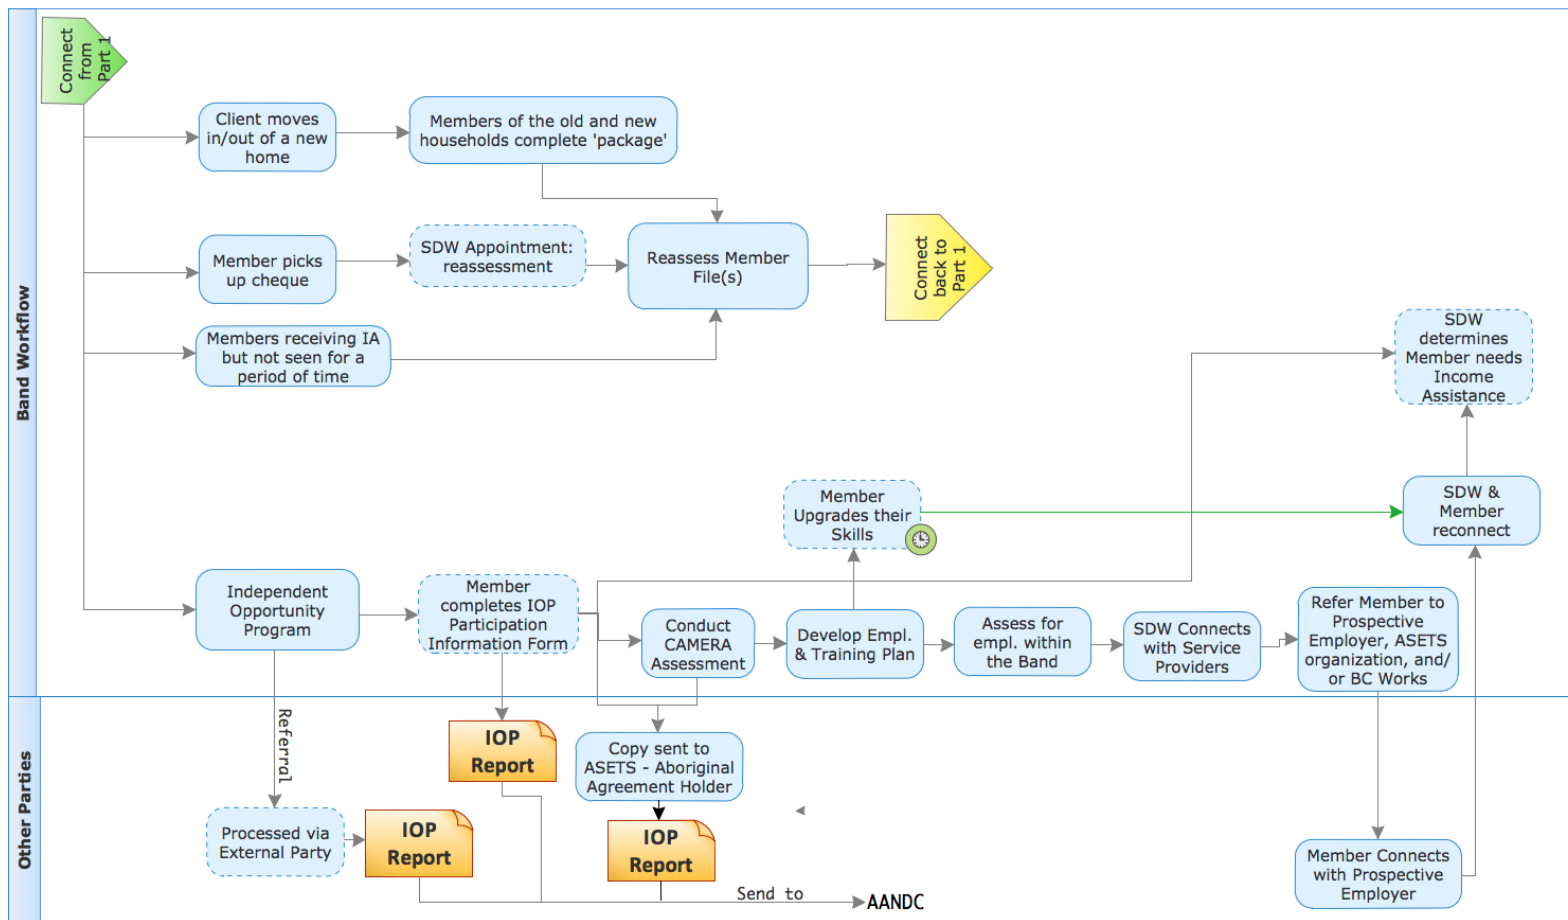 Band Workflow
Connect
from
Part 1
Client moves
in/out of a new
home
Members of the old and new
households complete 'package'
Member picks
up cheque
SDW Appointment:
reassessment
Reassess Member
File(s)
Connect
back to
Part 1
Members receiving IA
but not seen for a
period of time
SDW
determines
Member needs
Income
Assistance
Member
Upgrades their
Skills
SDW &
Member
reconnect
Independent
Opportunity
Program
Member
completes IOP
Participation
Information Form
Conduct
CAMERA
Assessment
Develop Empl.
& Training Plan
Assess for
empl. within
the Band
SDW Connects
with Service
Providers
Refer Member to
Prospective
Employer, ASETS
organization, and/
or BC Works
Other Parties
Referral
IOP
Report
Copy sent to
ASETS - Aboriginal
Agreement Holder
Processed via
External Party
IOP
Report
IOP
Report
Member Connects
with Prospective
Employer
Send to
AANDC